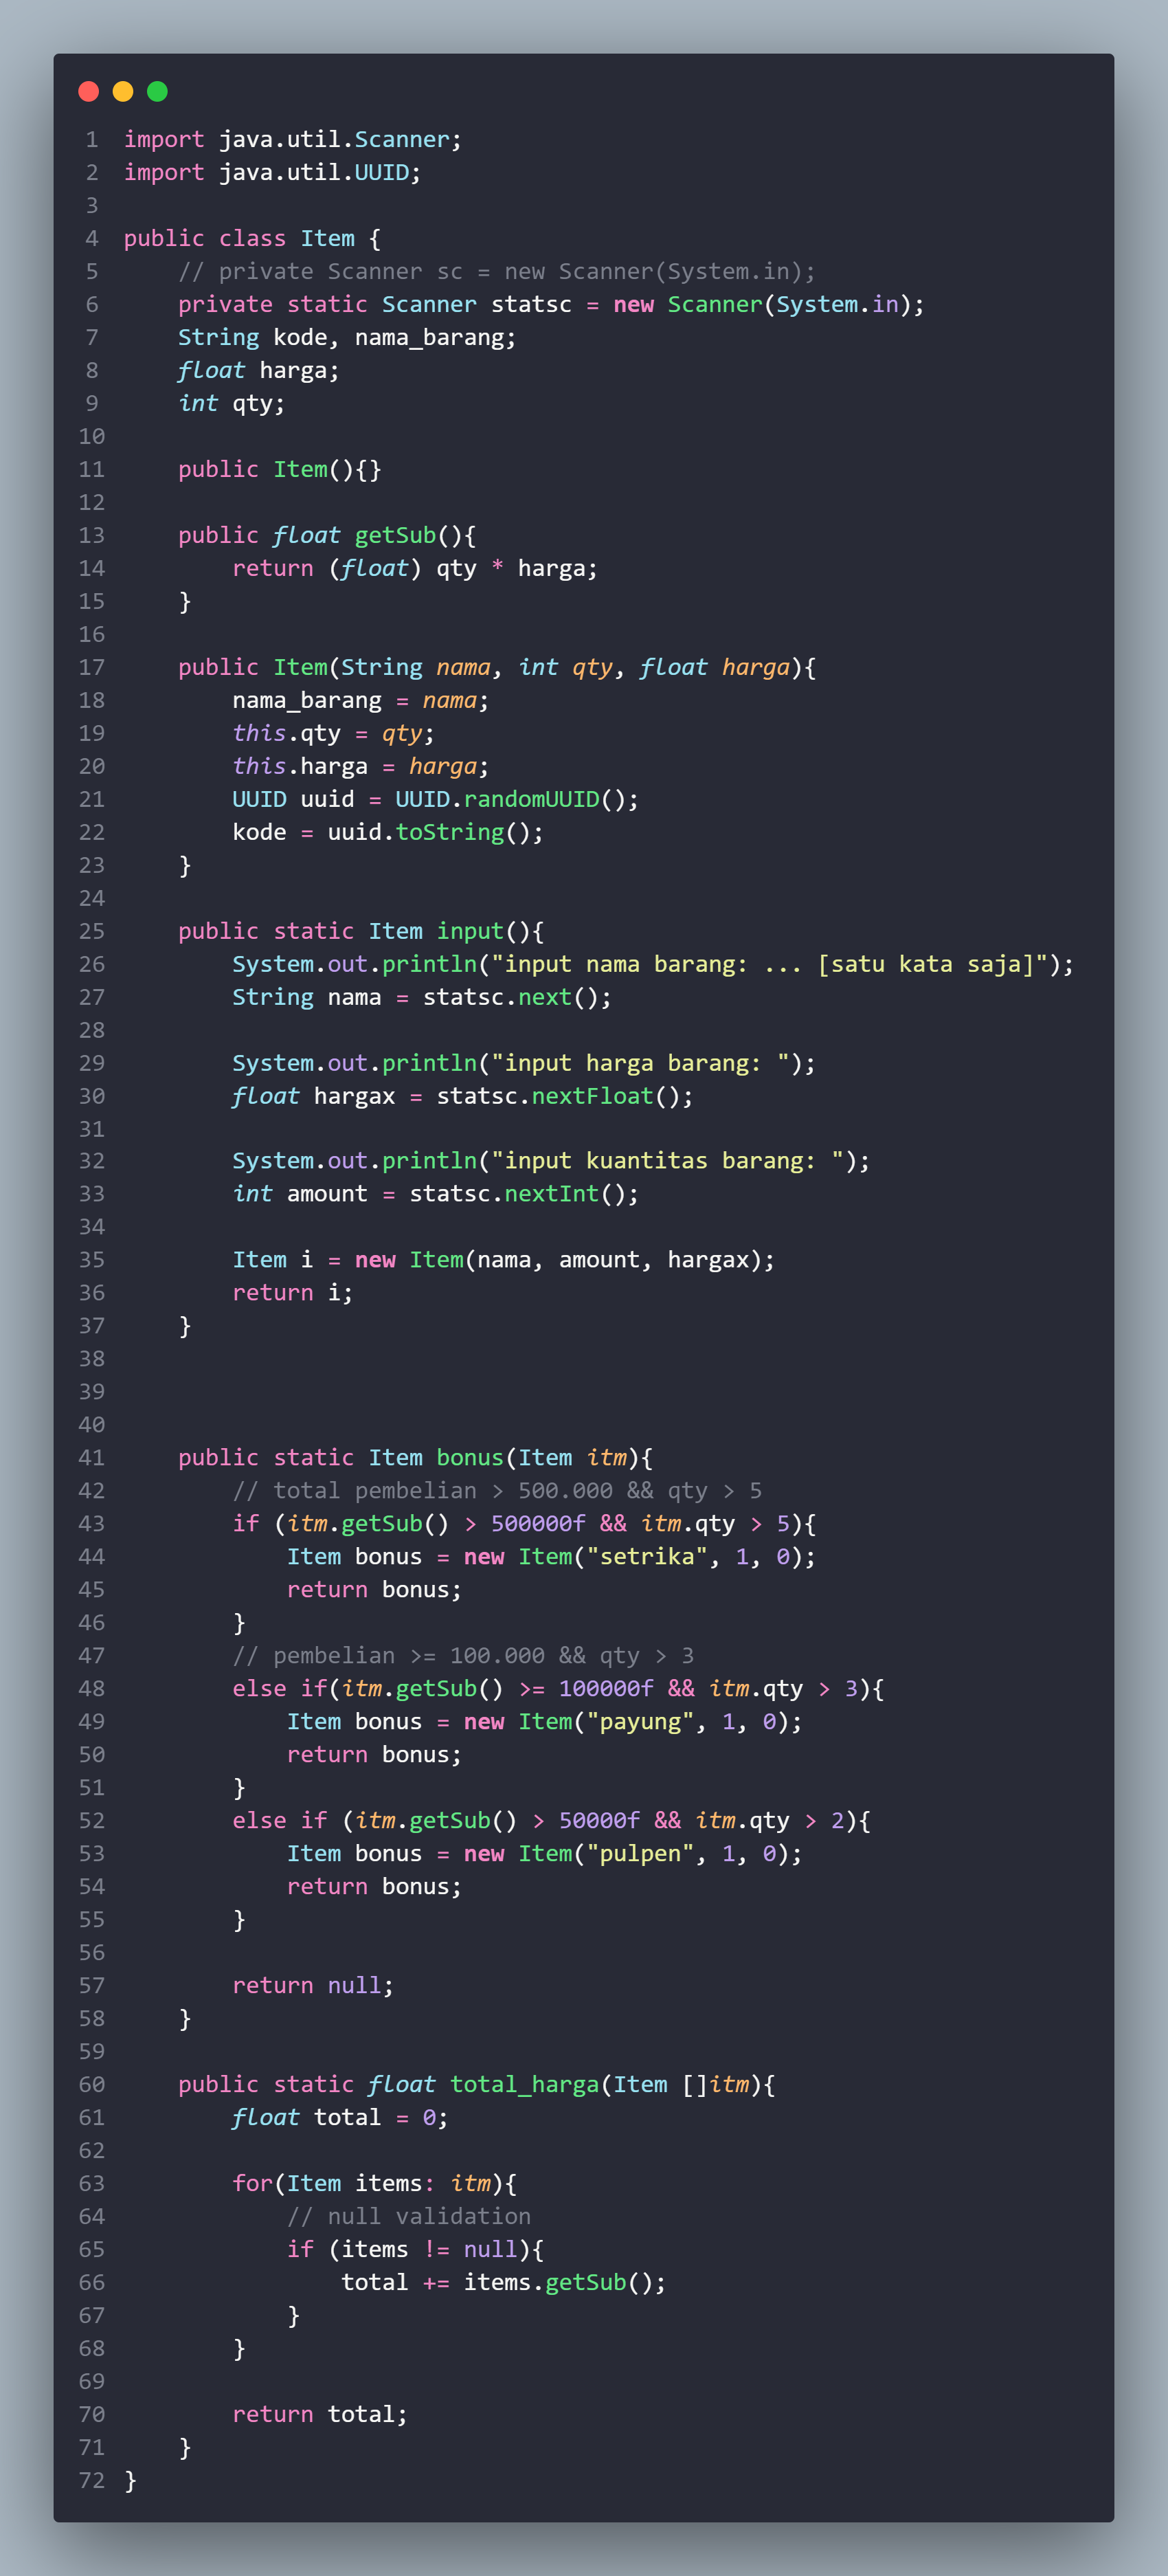 1 import java.util.Scanner;
2 import java.util.UUID;
3
4 public class Item {
5     // private Scanner sc = new Scanner(System.in);
6     private static Scanner statsc = new Scanner(System.in);
7     String kode, nama_barang;
8     float harga;
9     int qty;
10
11     public Item(){}
12
13     public float getSub(){
14         return (float) qty * harga;
15     }
16
17     public Item(String nama, int qty, float harga){
18         nama_barang = nama;
19         this.qty = qty;
20         this.harga = harga;
21         UUID uuid = UUID.randomUUID();
22         kode = uuid.toString();
23     }
24
25     public static Item input(){
26         System.out.println("input nama barang: ... [satu kata saja]");
27         String nama = statsc.next();
28
29         System.out.println("input harga barang: ");
30         float hargax = statsc.nextFloat();
31
32         System.out.println("input kuantitas barang: ");
33         int amount = statsc.nextInt();
34
35         Item i = new Item(nama, amount, hargax);
36         return i;
37     }
38
39
40
41     public static Item bonus(Item itm){
42         // total pembelian > 500.000 && qty > 5
43         if (itm.getSub() > 500000f && itm.qty > 5){
44             Item bonus = new Item("setrika", 1, 0);
45             return bonus;
46         }
47         // pembelian >= 100.000 && qty > 3
48         else if(itm.getSub() >= 100000f && itm.qty > 3){
49             Item bonus = new Item("payung", 1, 0);
50             return bonus;
51         }
52         else if (itm.getSub() > 50000f && itm.qty > 2){
53             Item bonus = new Item("pulpen", 1, 0);
54             return bonus;
55         }
56
57         return null;
58     }
59
60     public static float total_harga(Item []itm){
61         float total = 0;
62
63         for(Item items: itm){
64             // null validation
65             if (items != null){
66                 total += items.getSub();
67             }
68         }
69
70         return total;
71     }
72 }